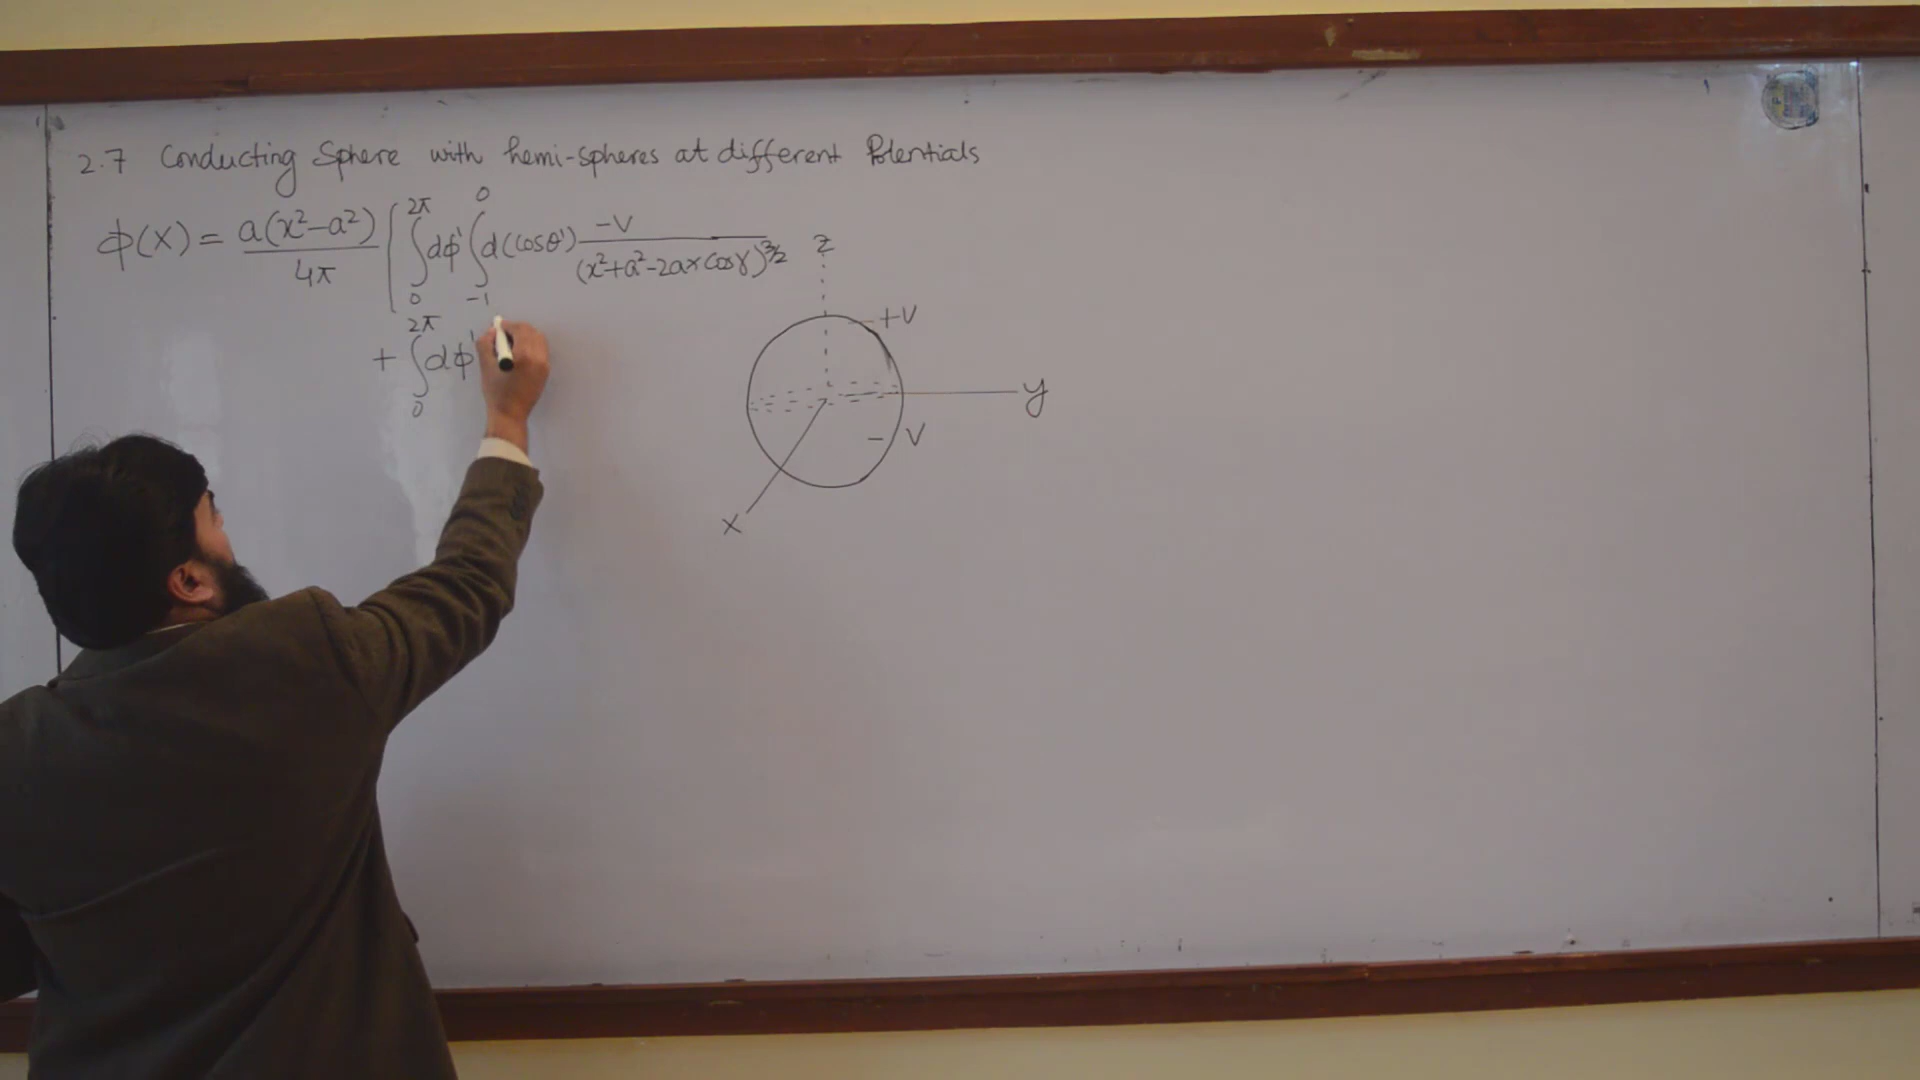 2.7 Conducting Sphere with hemi-spheres at different Potentials
φ(x) = a(x²-a²)/4π [ ∫₀^2π dφ' ∫₋₁^0 d(cosθ') -V/(x²+a²-2ax cosγ)^3/2
+ ∫₀^2π dφ'
z
+V
y
- V
x